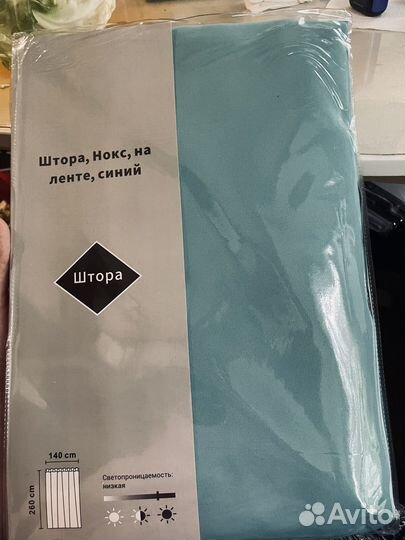 Штора, Нокс, на
ленте, синий
Штора
140 cm
260 cm
Светопроницаемость:
низкая
Avito